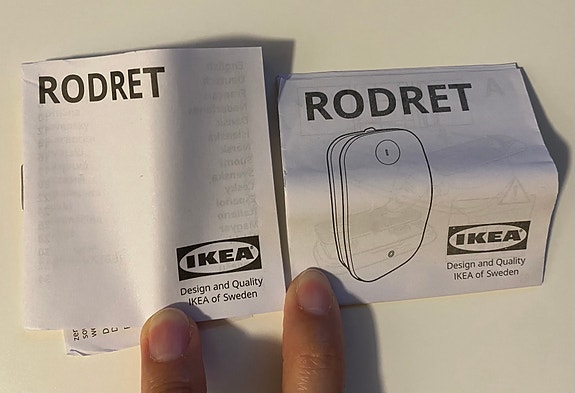 RODRET
IKEA
Design and Quality
IKEA of Sweden
RODRET
IKEA
Design and Quality
IKEA of Sweden